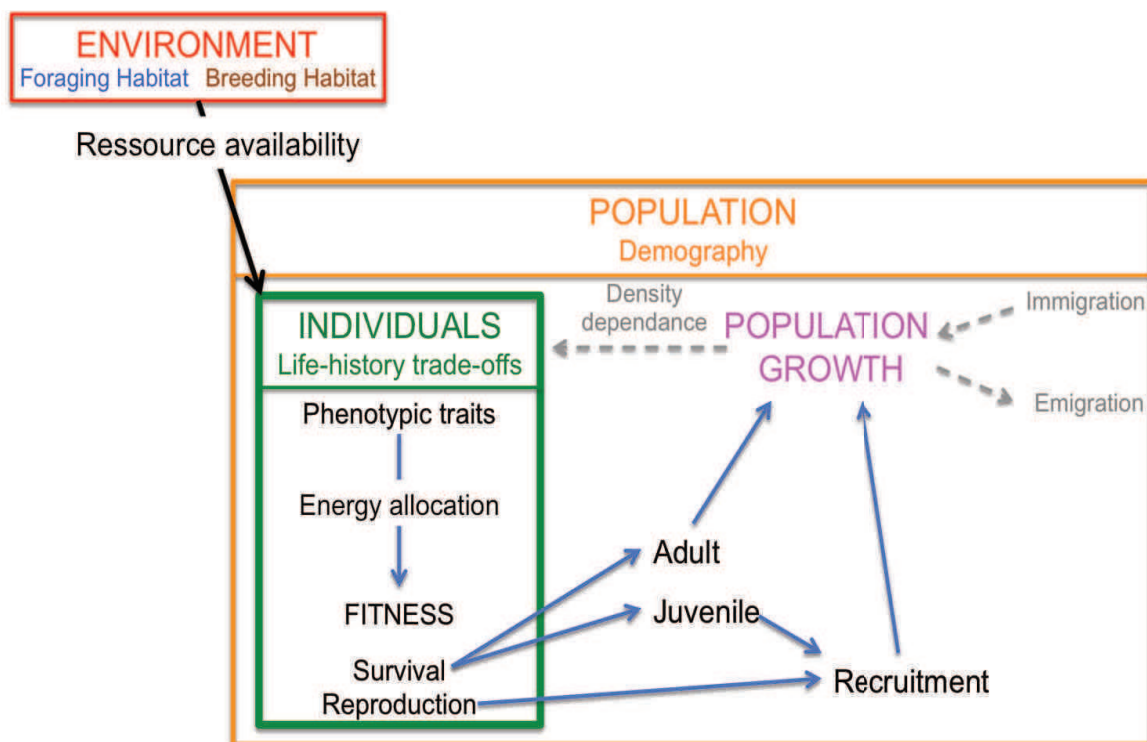 ENVIRONMENT
Foraging Habitat Breeding Habitat
Ressource availability
POPULATION
Demography
INDIVIDUALS
Life-history trade-offs
Phenotypic traits
Energy allocation
FITNESS
Survival
Reproduction
Density
dependance
POPULATION
GROWTH
Immigration
Emigration
Adult
Juvenile
Recruitment